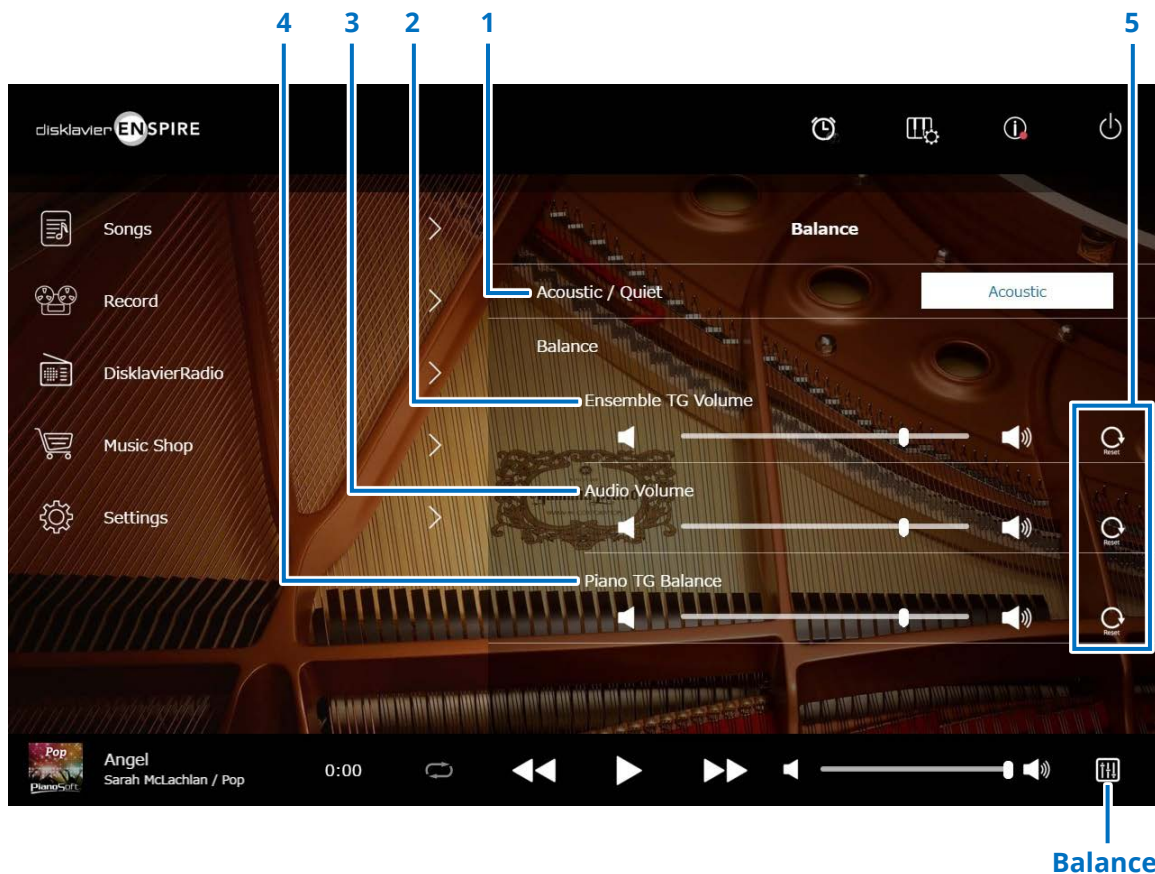 4 3 2 1 5
disklavier ENSPIRE
Songs
Record
DisklavierRadio
Music Shop
Settings
Balance
Acoustic / Quiet
Acoustic
Balance
Ensemble TG Volume
Reset
Audio Volume
Reset
Piano TG Balance
Reset
Pop
PianoSoft
Angel
Sarah McLachlan / Pop
0:00
Balance